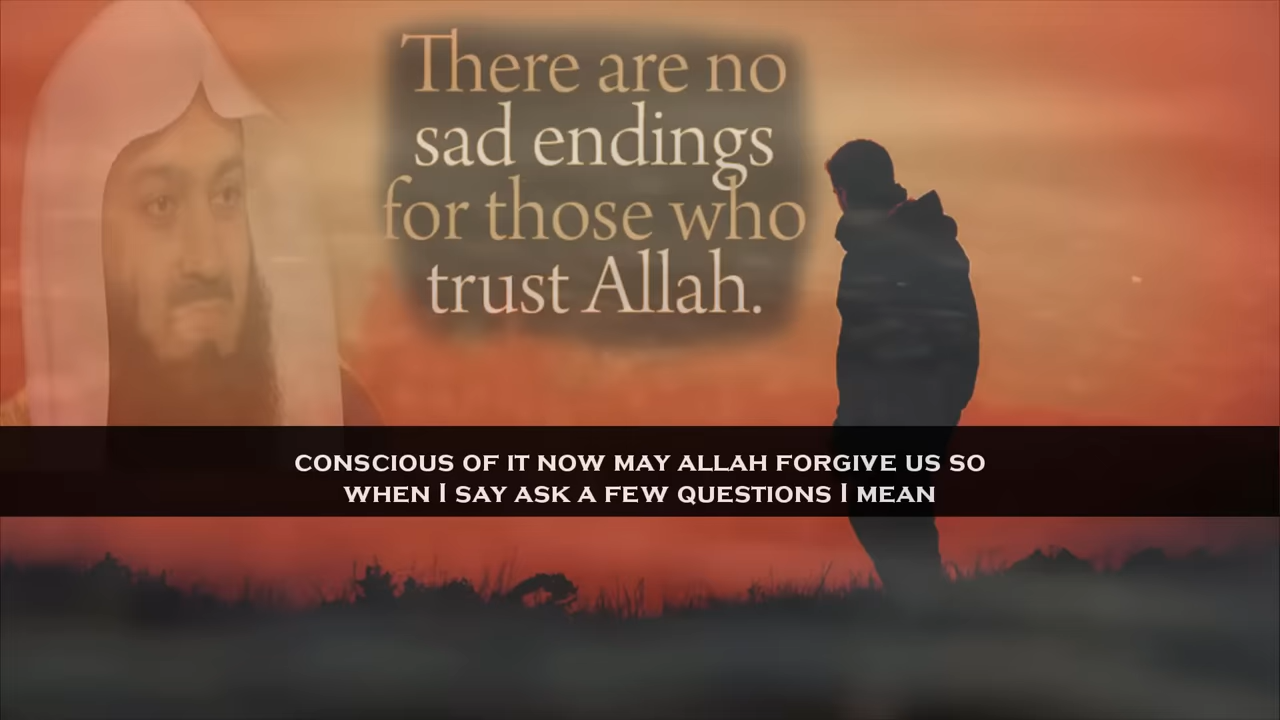 There are no
sad endings
for those who
trust Allah.
CONSCIOUS OF IT NOW MAY ALLAH FORGIVE US SO
WHEN I SAY ASK A FEW QUESTIONS I MEAN